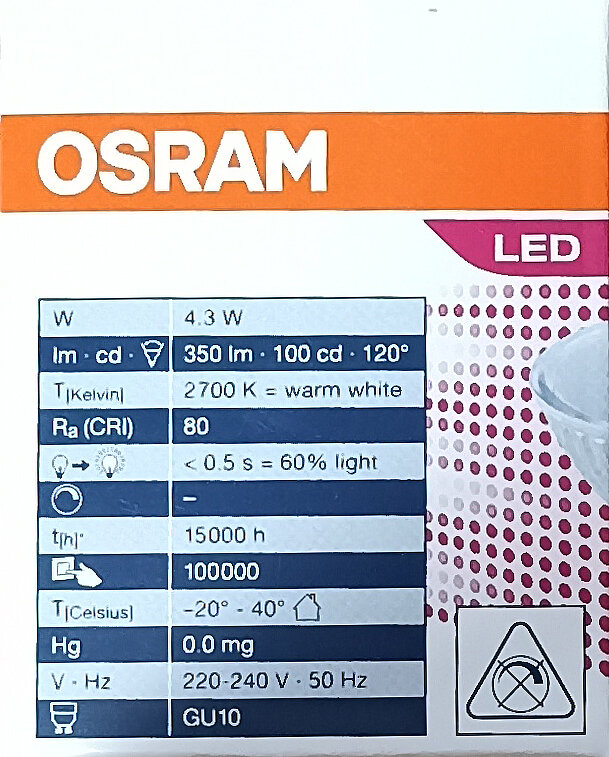 OSRAM
LED
W 4.3 W
lm · cd · 350 lm · 100 cd · 120°
T[Kelvin] 2700 K = warm white
Ra (CRI) 80
< 0.5 s = 60% light
–
t[h]* 15000 h
100000
T[Celsius] –20° - 40°
Hg 0.0 mg
V · Hz 220-240 V · 50 Hz
GU10